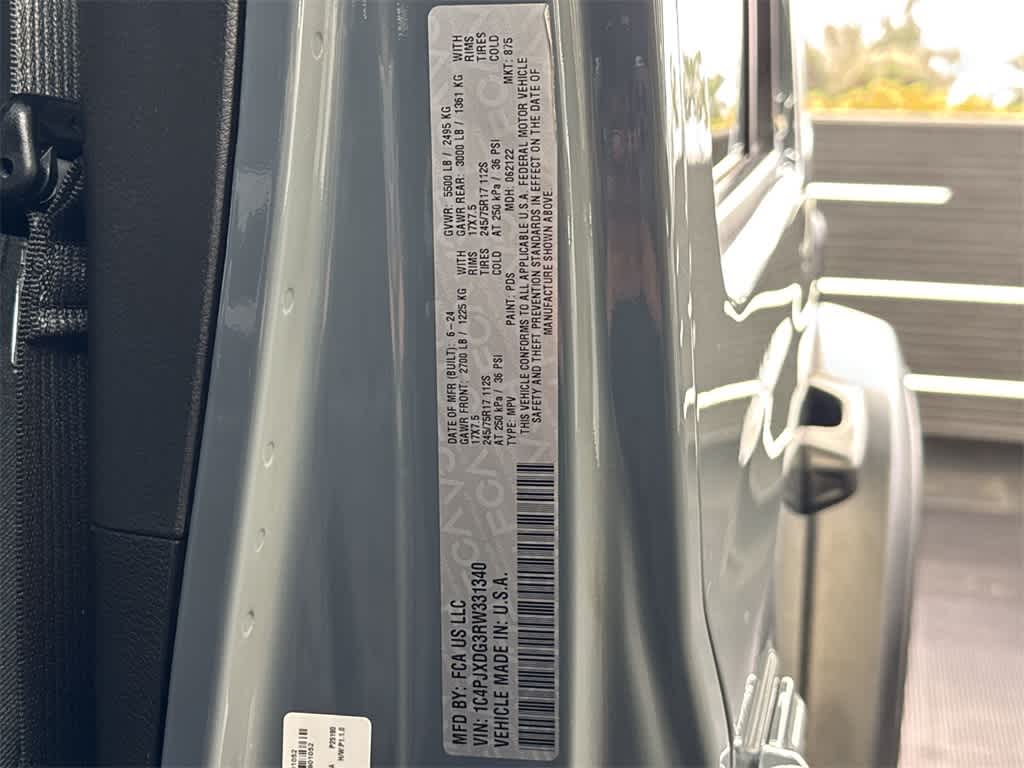 MFD BY: FCA US LLC
VIN: 1C4PJXDG3RW331340
VEHICLE MADE IN: U.S.A.
DATE OF MFR (BUILT): 6-24 GVWR: 5500 LB / 2495 KG
GAWR FRONT: 2700 LB / 1225 KG WITH GAWR REAR: 3000 LB / 1361 KG WITH
17X7.5 RIMS 17X7.5 RIMS
245/75R17 112S TIRES 245/75R17 112S TIRES
AT 250 kPa / 36 PSI COLD AT 250 kPa / 36 PSI COLD
TYPE: MPV PAINT: PDS MDH: 062122 MKT: 875
THIS VEHICLE CONFORMS TO ALL APPLICABLE U.S.A. FEDERAL MOTOR VEHICLE
SAFETY AND THEFT PREVENTION STANDARDS IN EFFECT ON THE DATE OF
MANUFACTURE SHOWN ABOVE.
P25190
H/W:P1.1.0